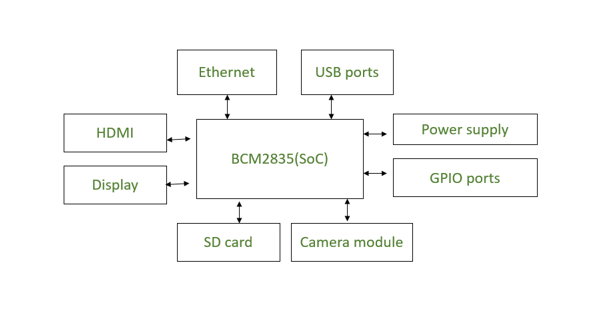 Ethernet
USB ports
HDMI
BCM2835(SoC)
Power supply
Display
GPIO ports
SD card
Camera module